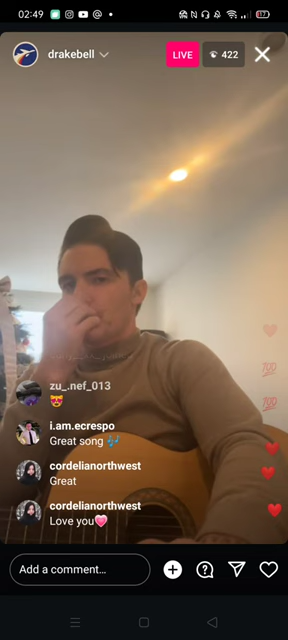 02:49
drakebell
LIVE
422
zu_.nef_013
😍
i.am.ecrespo
Great song 🎶
cordelianorthwest
Great
cordelianorthwest
Love you💗
💯
💯
Add a comment…